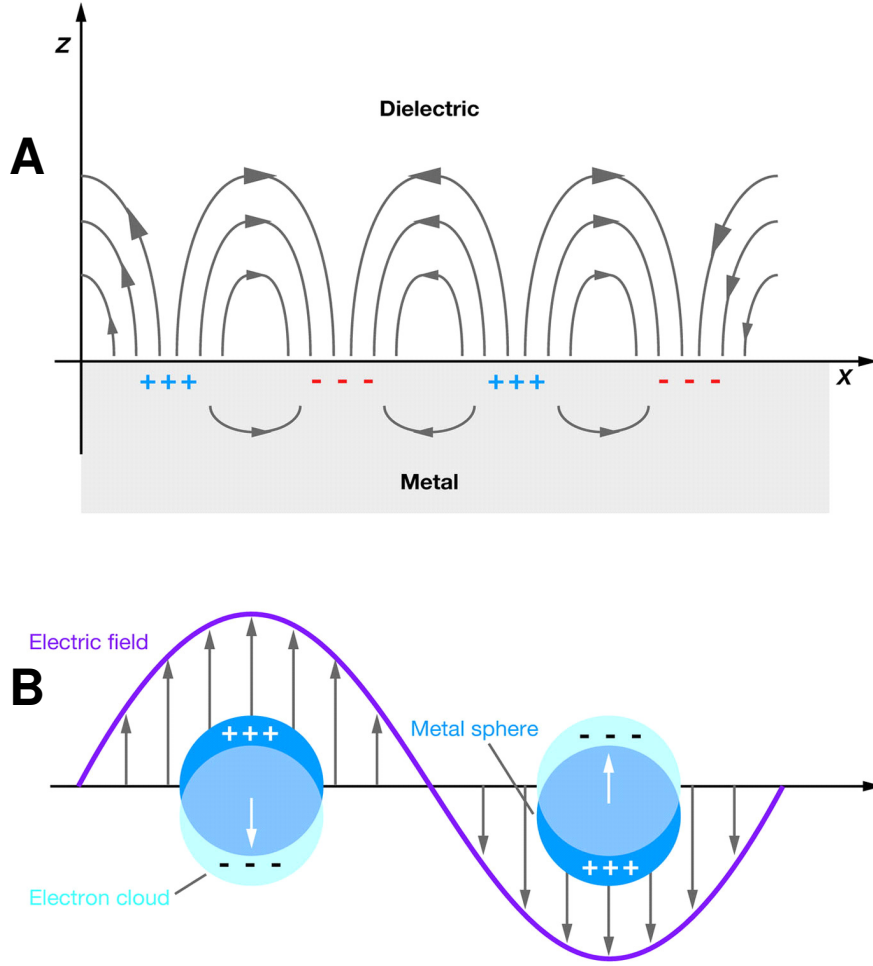 z
A
Dielectric
+++
- - -
+++
- - -
x
Metal
Electric field
B
+++
Metal sphere
- - -
- - -
+++
Electron cloud